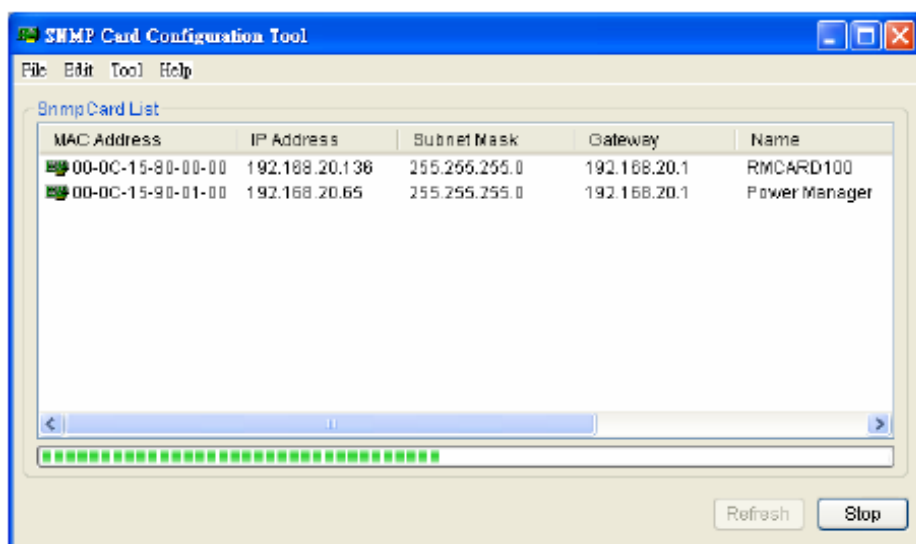 SNMP Card Configuration Tool
File Edit Tool Help
SnmpCard List
MAC Address IP Address Subnet Mask Gateway Name
00-0C-15-80-00-00 192.168.20.136 255.255.255.0 192.168.20.1 RMCARD100
00-0C-15-90-01-00 192.168.20.65 255.255.255.0 192.168.20.1 Power Manager
Refresh Stop